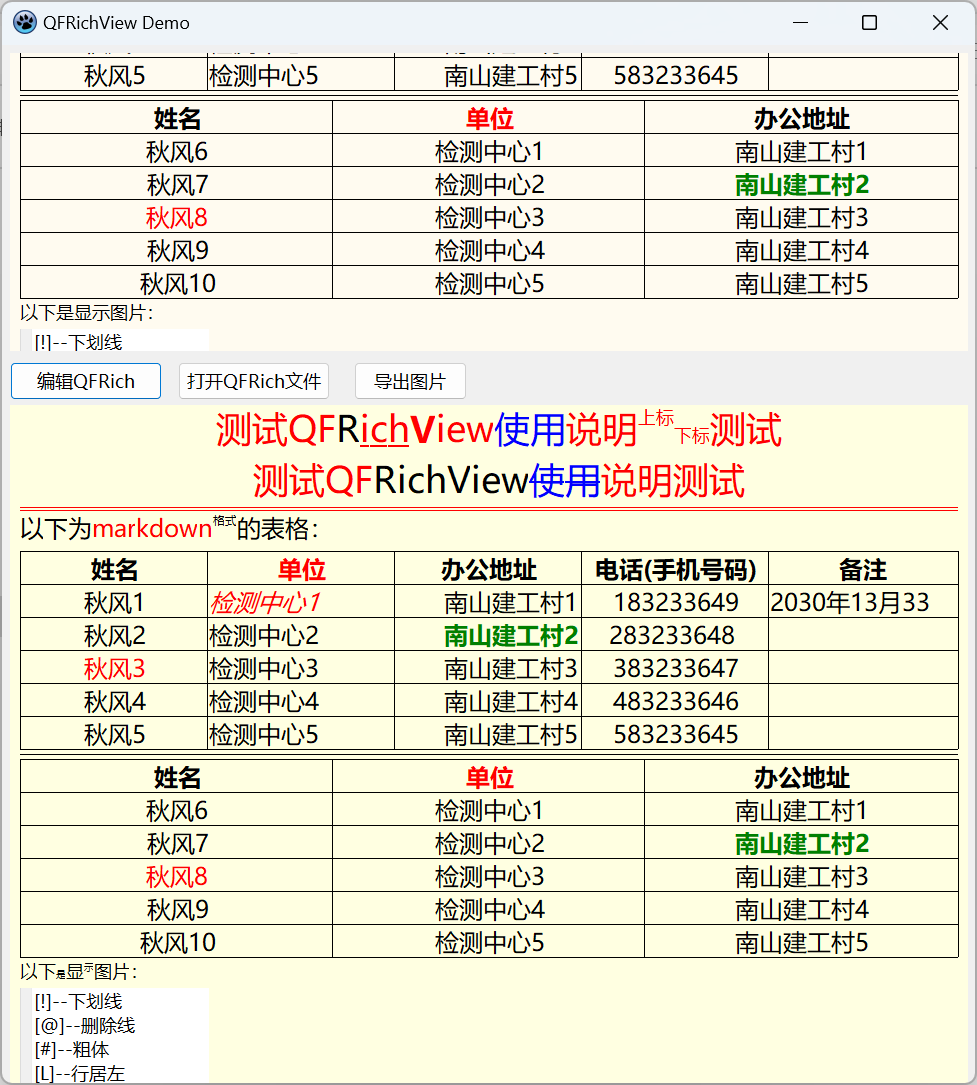 QFRichView Demo
秋风5 检测中心5 南山建工村5 583233645
姓名 单位 办公地址
秋风6 检测中心1 南山建工村1
秋风7 检测中心2 南山建工村2
秋风8 检测中心3 南山建工村3
秋风9 检测中心4 南山建工村4
秋风10 检测中心5 南山建工村5
以下是显示图片:
[!]--下划线
编辑QFRich 打开QFRich文件 导出图片
测试QFRichView使用说明上标下标测试
测试QFRichView使用说明测试
以下为markdown格式的表格:
姓名 单位 办公地址 电话(手机号码) 备注
秋风1 检测中心1 南山建工村1 183233649 2030年13月33
秋风2 检测中心2 南山建工村2 283233648
秋风3 检测中心3 南山建工村3 383233647
秋风4 检测中心4 南山建工村4 483233646
秋风5 检测中心5 南山建工村5 583233645
姓名 单位 办公地址
秋风6 检测中心1 南山建工村1
秋风7 检测中心2 南山建工村2
秋风8 检测中心3 南山建工村3
秋风9 检测中心4 南山建工村4
秋风10 检测中心5 南山建工村5
以下是显示图片:
[!]--下划线
[@]--删除线
[#]--粗体
[L]--行居左